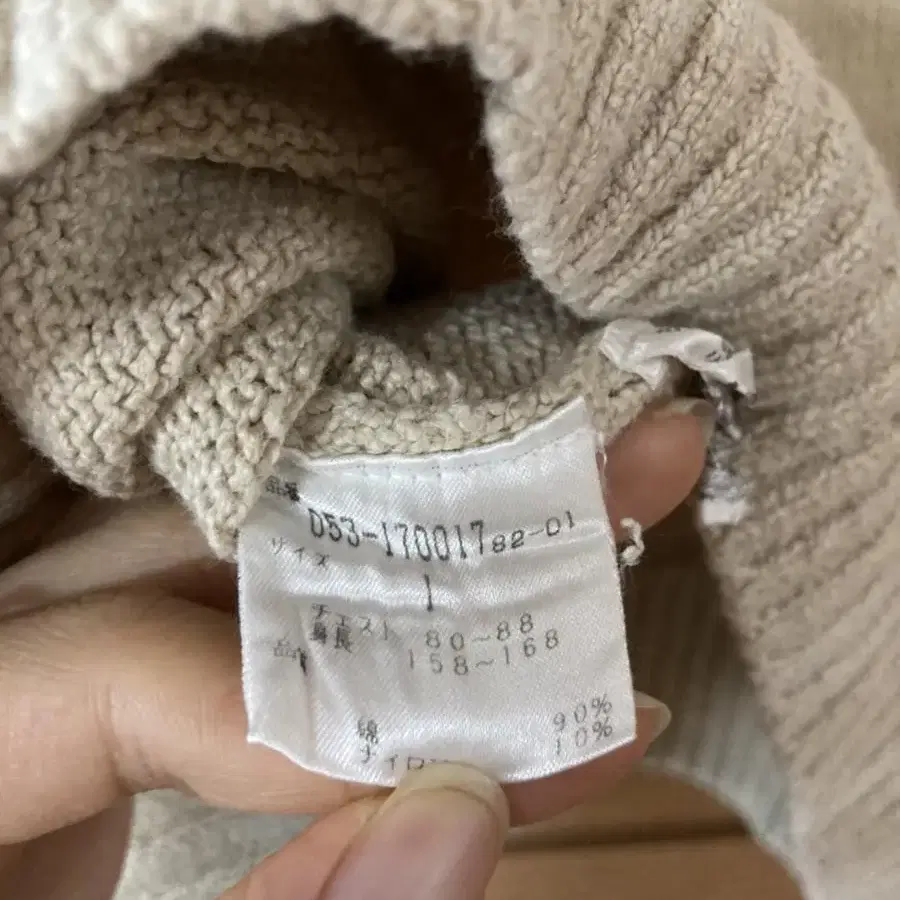 品番
D53-170017 82-01
サイズ
1
チェスト 80~88
身長 158~168
綿 90%
ナイロン 10%